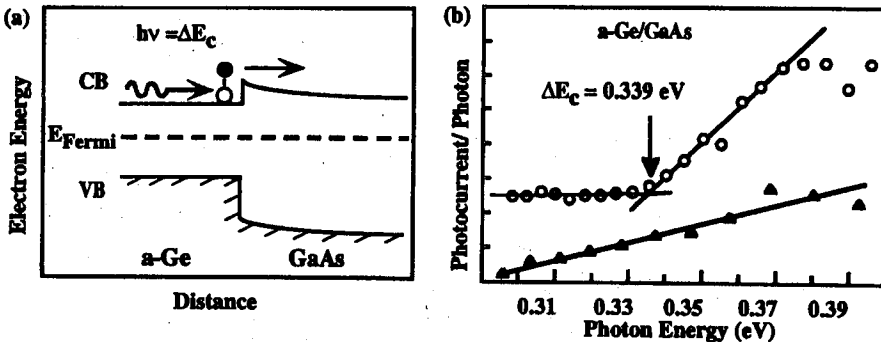 (a)
hν =ΔEc
CB
EFermi
VB
a-Ge
GaAs
Electron Energy
Distance
(b)
a-Ge/GaAs
ΔEc = 0.339 eV
Photocurrent/ Photon
0.31 0.33 0.35 0.37 0.39
Photon Energy (eV)